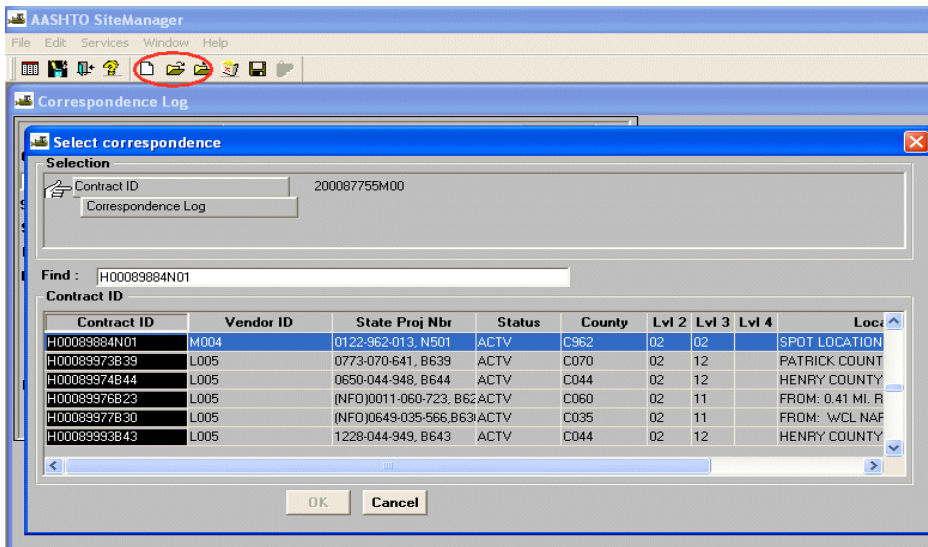 AASHTO SiteManager
File Edit Services Window Help
Correspondence Log
Select correspondence
Selection
Contract ID 200087755M00
Correspondence Log
Find : H00089884N01
Contract ID
Contract ID Vendor ID State Proj Nbr Status County Lvl 2 Lvl 3 Lvl 4 Loca
H00089884N01 M004 0122-962-013, N501 ACTV C962 02 02 SPOT LOCATION
H00089973B39 L005 0773-070-641, B639 ACTV C070 02 12 PATRICK COUNT
H00089974B44 L005 0650-044-948, B644 ACTV C044 02 12 HENRY COUNTY
H00089976B23 L005 (NFO)0011-060-723, B62 ACTV C060 02 11 FROM: 0.41 MI. R
H00089977B30 L005 (NFO)0649-035-566,B63 ACTV C035 02 11 FROM: WCL NAR
H00089993B43 L005 1228-044-949, B643 ACTV C044 02 12 HENRY COUNTY
OK Cancel